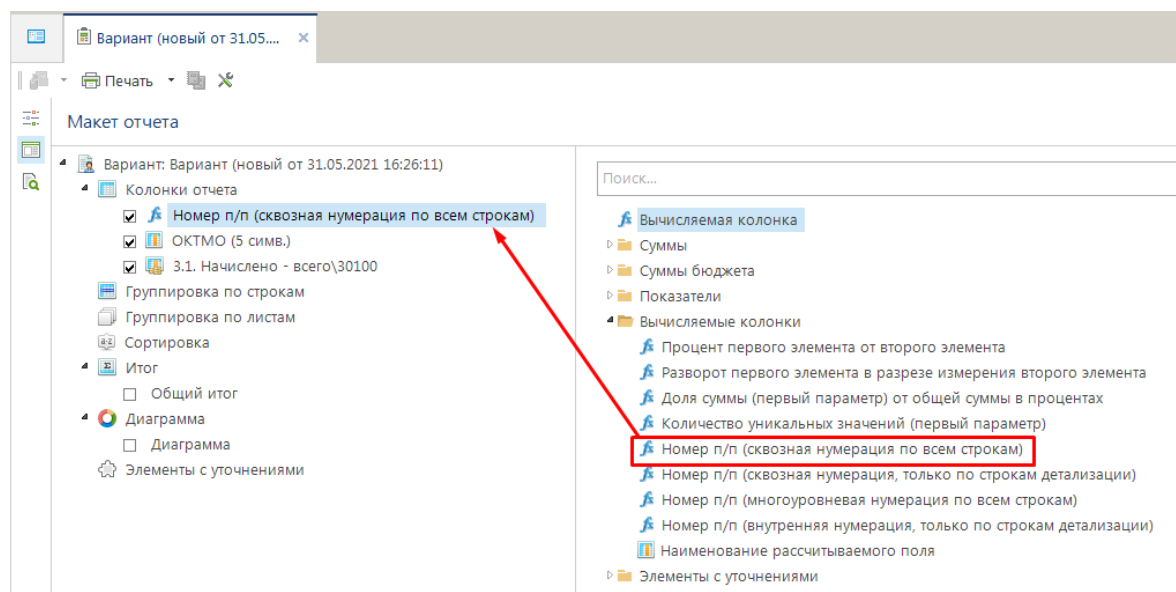 Вариант (новый от 31.05....
Печать
Макет отчета
Вариант: Вариант (новый от 31.05.2021 16:26:11)
Колонки отчета
Номер п/п (сквозная нумерация по всем строкам)
ОКТМО (5 симв.)
3.1. Начислено - всего\30100
Группировка по строкам
Группировка по листам
Сортировка
Итог
Общий итог
Диаграмма
Диаграмма
Элементы с уточнениями
Поиск...
Вычисляемая колонка
Суммы
Суммы бюджета
Показатели
Вычисляемые колонки
Процент первого элемента от второго элемента
Разворот первого элемента в разрезе измерения второго элемента
Доля суммы (первый параметр) от общей суммы в процентах
Количество уникальных значений (первый параметр)
Номер п/п (сквозная нумерация по всем строкам)
Номер п/п (сквозная нумерация, только по строкам детализации)
Номер п/п (многоуровневая нумерация по всем строкам)
Номер п/п (внутренняя нумерация, только по строкам детализации)
Наименование рассчитываемого поля
Элементы с уточнениями